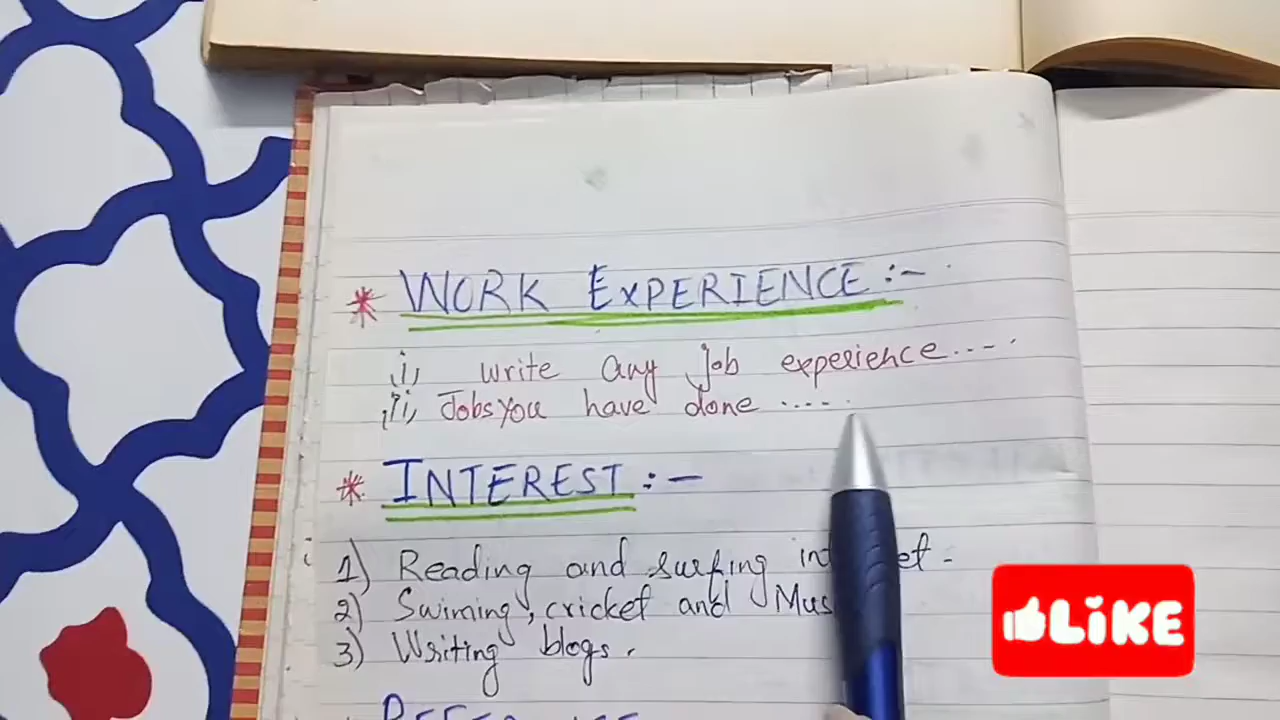 * WORK EXPERIENCE :-
i, write any job experience.....
ii, Jobs you have done .....
* INTEREST :-
1) Reading and surfing
2) Swiming, cricket and
3) Writing blogs.
LIKE